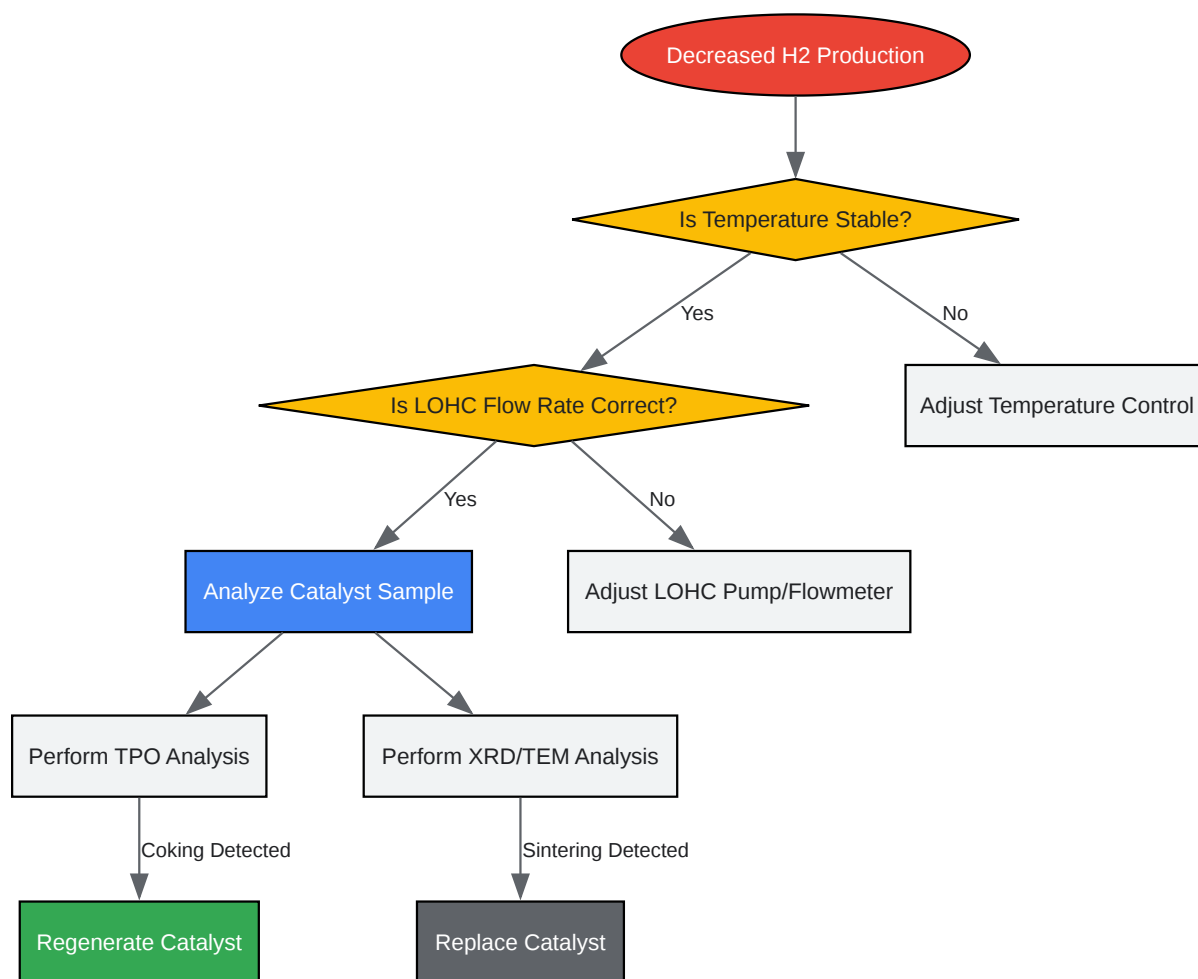 Decreased H2 Production
Is Temperature Stable?
Yes
No
Is LOHC Flow Rate Correct?
Adjust Temperature Control
Yes
No
Analyze Catalyst Sample
Adjust LOHC Pump/Flowmeter
Perform TPO Analysis
Perform XRD/TEM Analysis
Coking Detected
Sintering Detected
Regenerate Catalyst
Replace Catalyst